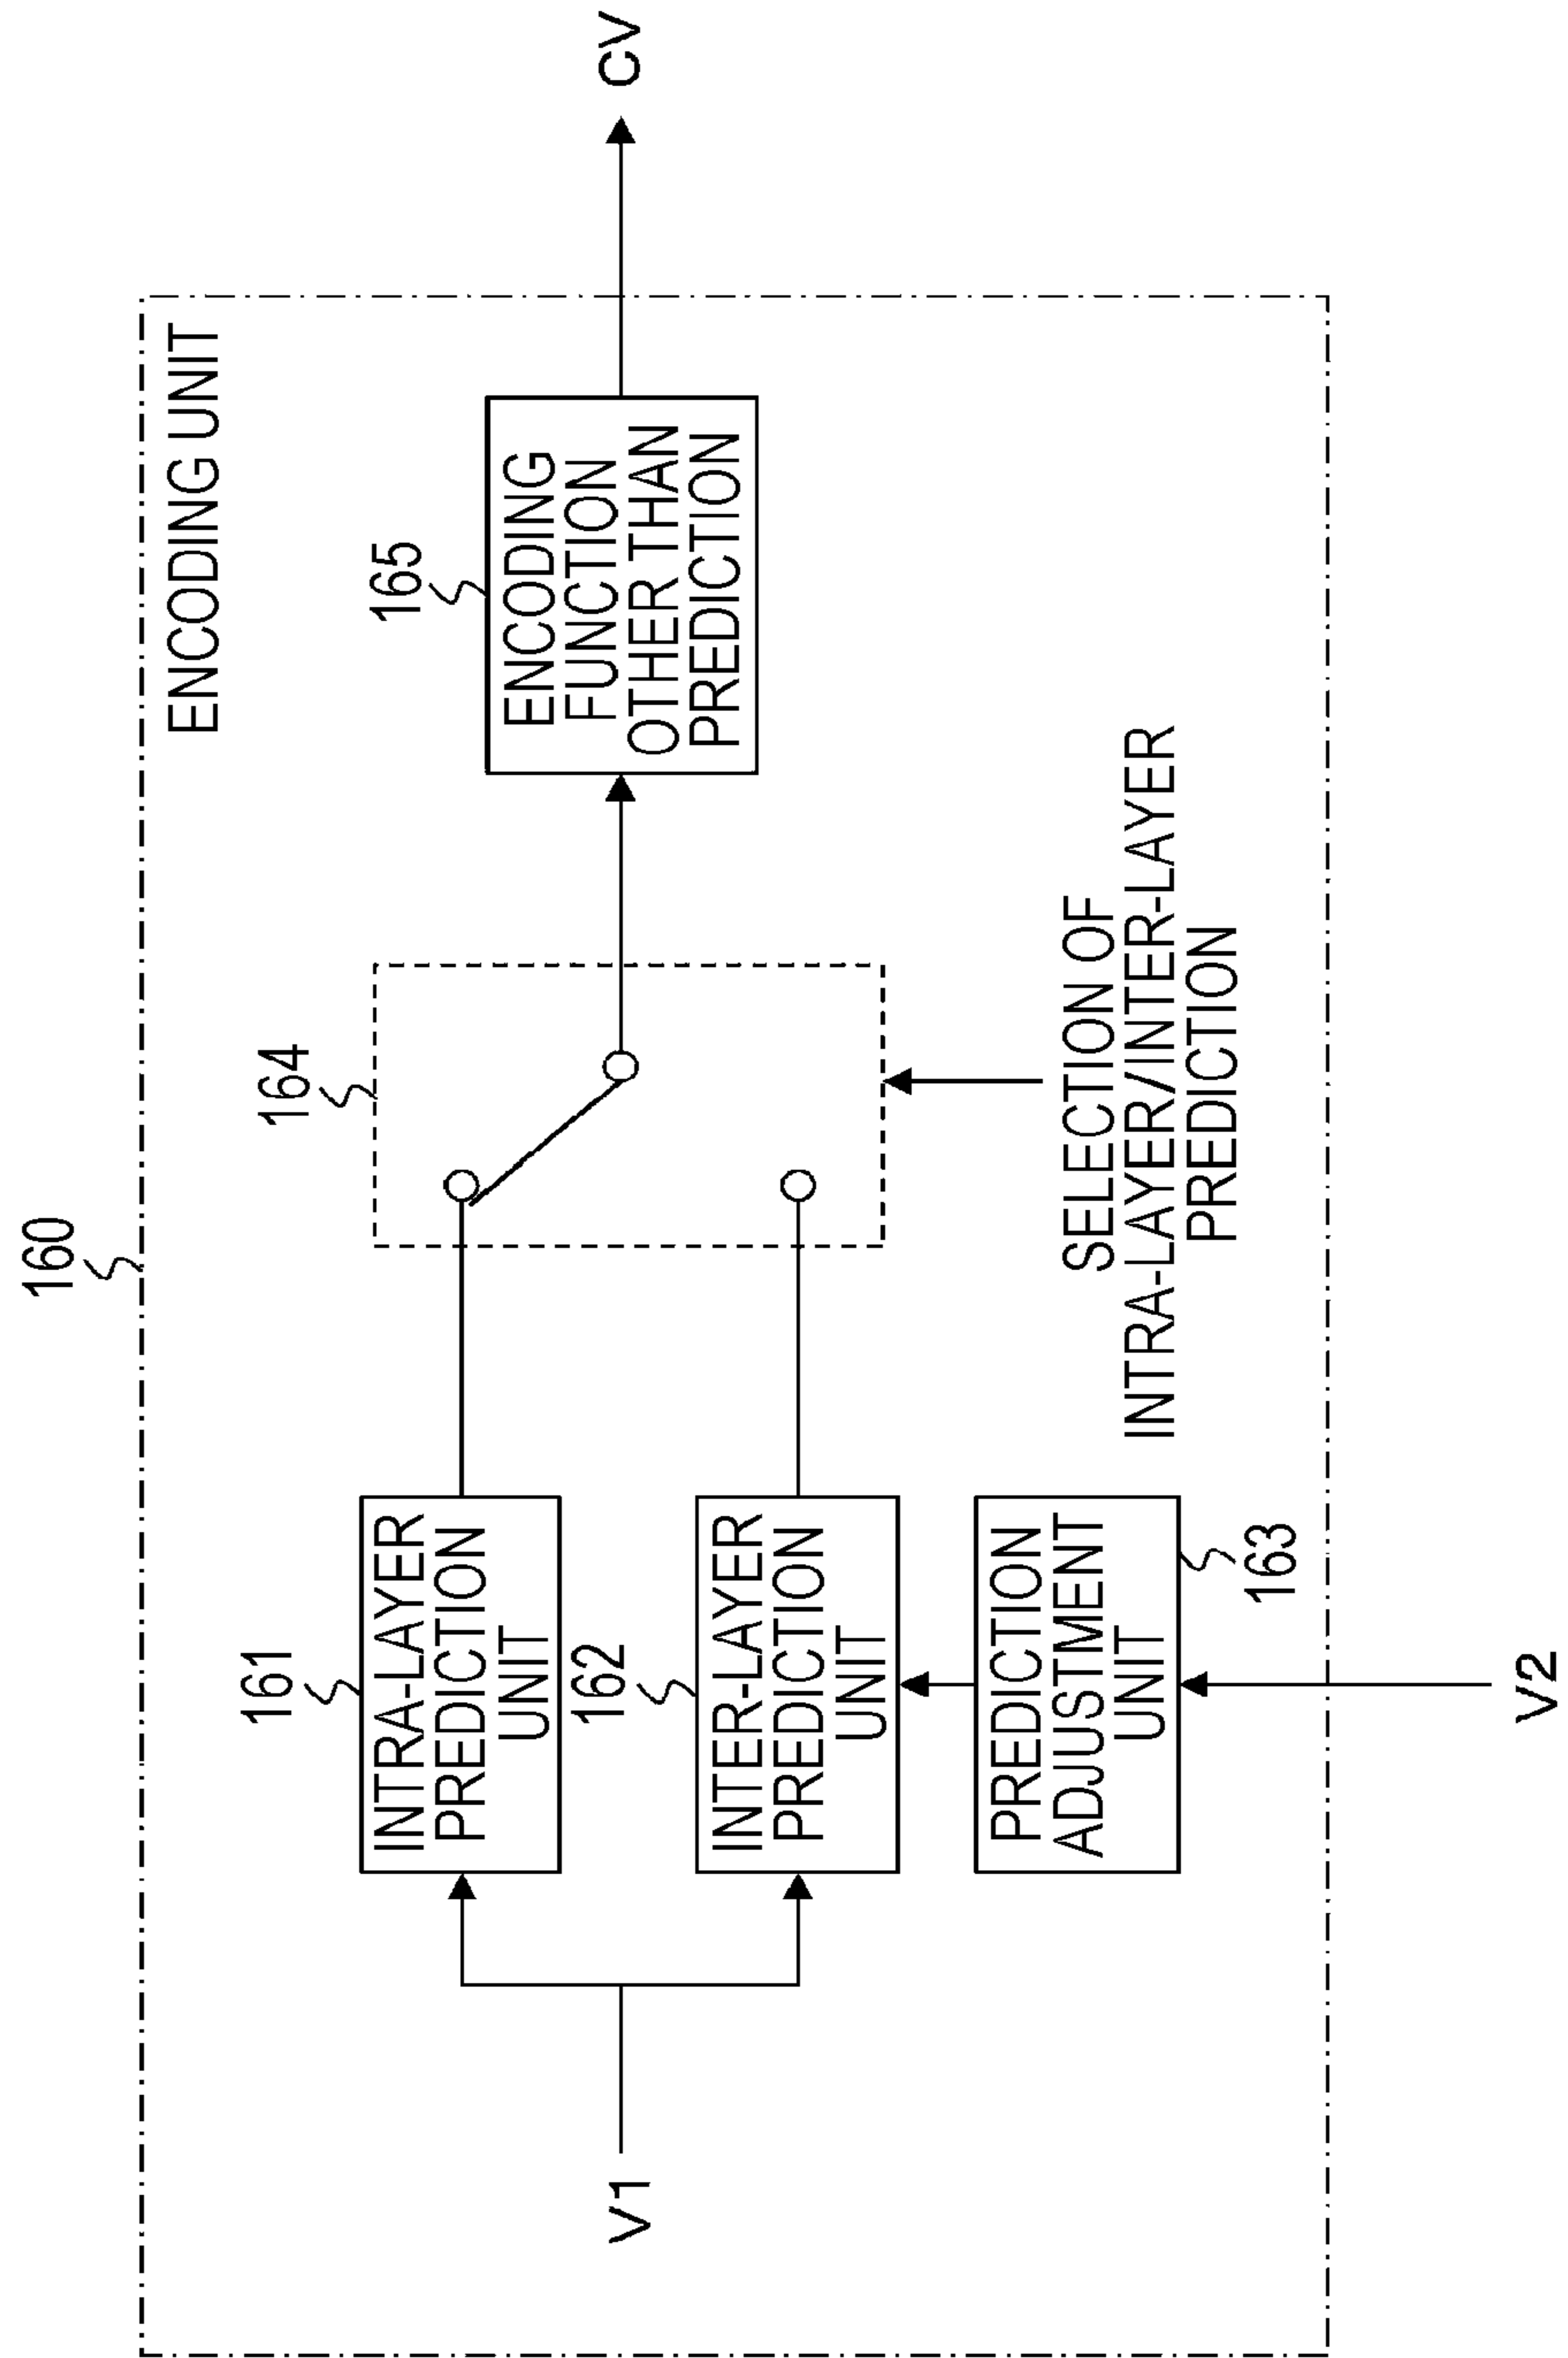 160
ENCODING UNIT
161
INTRA-LAYER
PREDICTION
UNIT
164
165
ENCODING
FUNCTION
OTHER THAN
PREDICTION
CV
V1
162
INTER-LAYER
PREDICTION
UNIT
SELECTION OF
INTRA-LAYER/INTER-LAYER
PREDICTION
PREDICTION
ADJUSTMENT
UNIT
163
V2